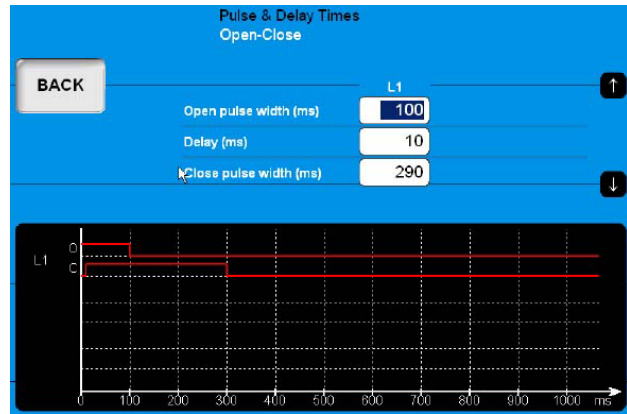 Pulse & Delay Times
Open-Close
BACK
L1
↑
Open pulse width (ms) 100
Delay (ms) 10
Close pulse width (ms) 290
↓
L1 O
C
0 100 200 300 400 500 600 700 800 900 1000 ms